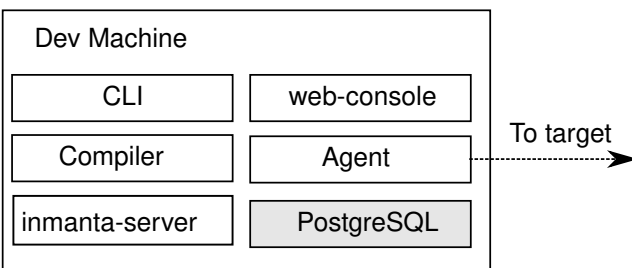 Dev Machine
CLI
web-console
Compiler
Agent
To target
inmanta-server
PostgreSQL